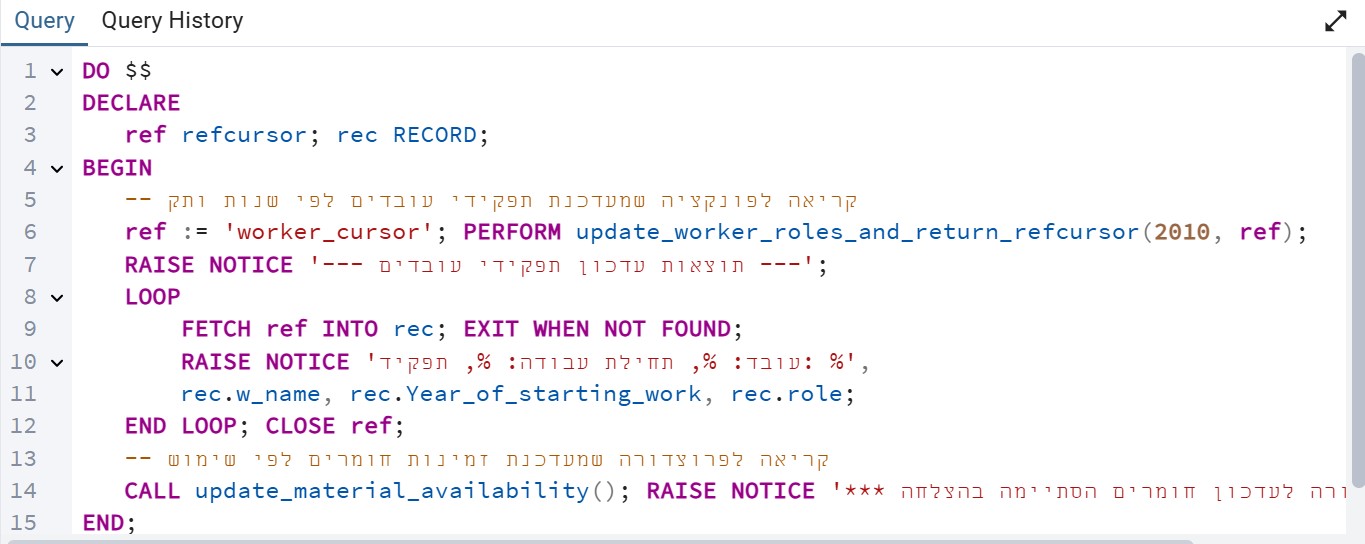 Query Query History
1 DO $$
2 DECLARE
3 ref refcursor; rec RECORD;
4 BEGIN
5 -- קריאה לפונקציה שמעדכנת תפקידי עובדים לפי שנות ותק
6 ref := 'worker_cursor'; PERFORM update_worker_roles_and_return_refcursor(2010, ref);
7 RAISE NOTICE '--- תוצאות עדכון תפקידי עובדים ---';
8 LOOP
9 FETCH ref INTO rec; EXIT WHEN NOT FOUND;
10 RAISE NOTICE 'עובד: %, תחילת עבודה: %, תפקיד: %',
11 rec.w_name, rec.Year_of_starting_work, rec.role;
12 END LOOP; CLOSE ref;
13 -- קריאה לפרוצדורה שמעדכנת זמינות חומרים לפי שימוש
14 CALL update_material_availability(); RAISE NOTICE '*** ורה לעדכון חומרים הסתיימה בהצלחה
15 END;